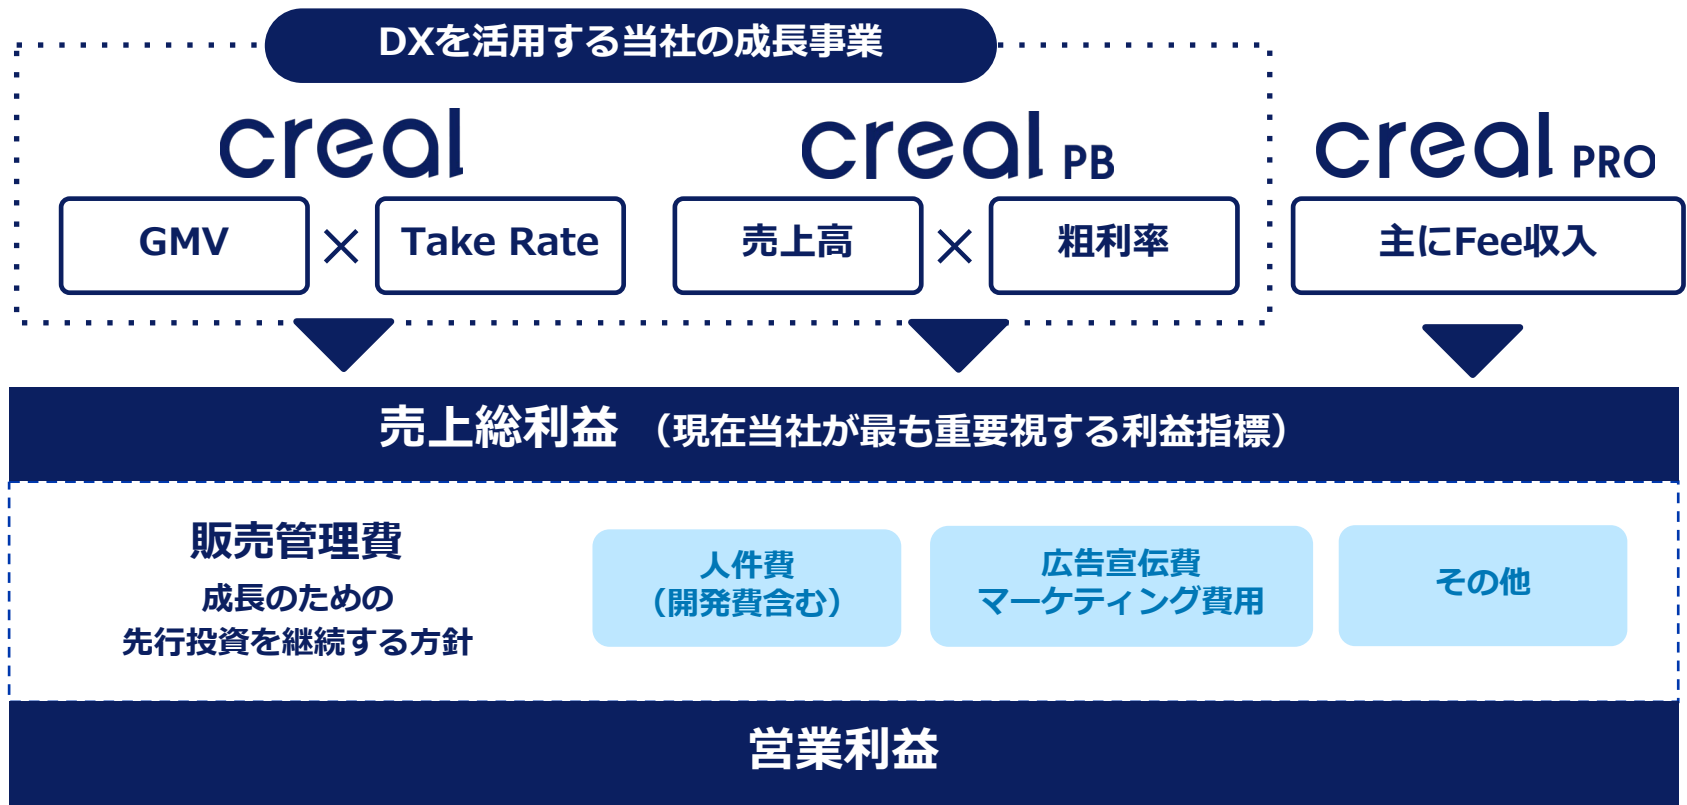 DXを活用する当社の成長事業
creal
creal PB
creal PRO
GMV × Take Rate
売上高 × 粗利率
主にFee収入
売上総利益 （現在当社が最も重要視する利益指標）
販売管理費
成長のための
先行投資を継続する方針
人件費
（開発費含む）
広告宣伝費
マーケティング費用
その他
営業利益